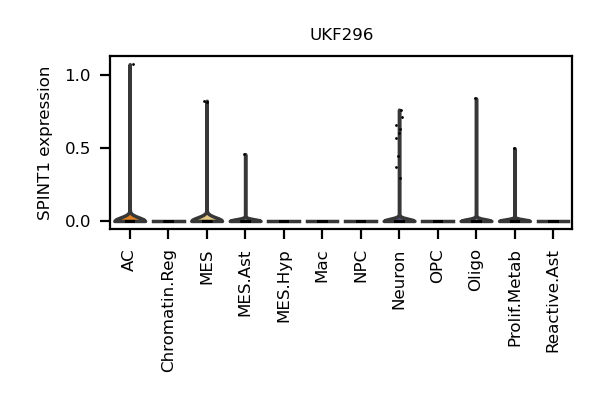 UKF296
SPINT1 expression
1.0
0.5
0.0
AC
Chromatin.Reg
MES
MES.Ast
MES.Hyp
Mac
NPC
Neuron
OPC
Oligo
Prolif.Metab
Reactive.Ast